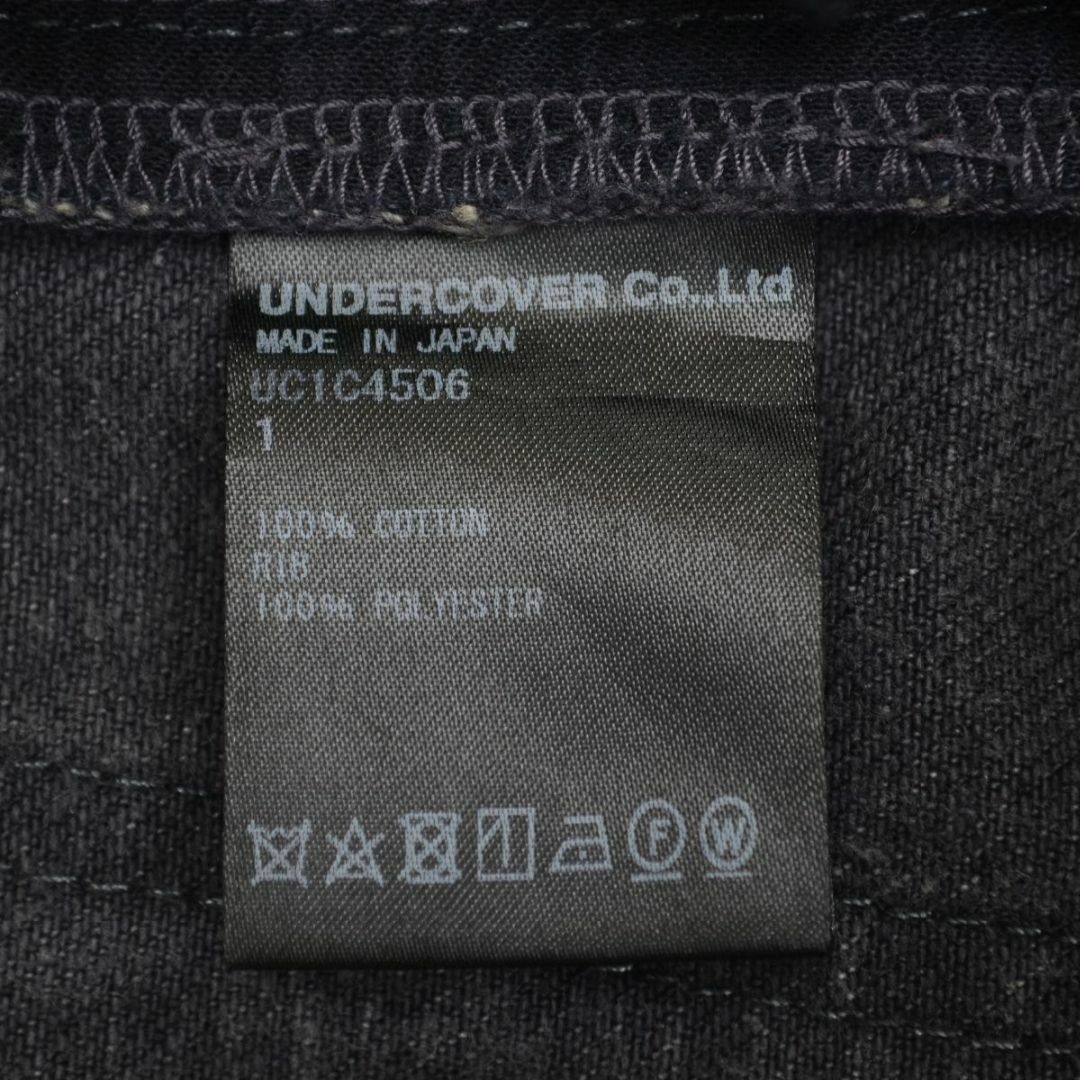 UNDERCOVER Co.,Ltd
MADE IN JAPAN
UC1C4506
1
100% COTTON
RIB
100% POLYESTER
F W